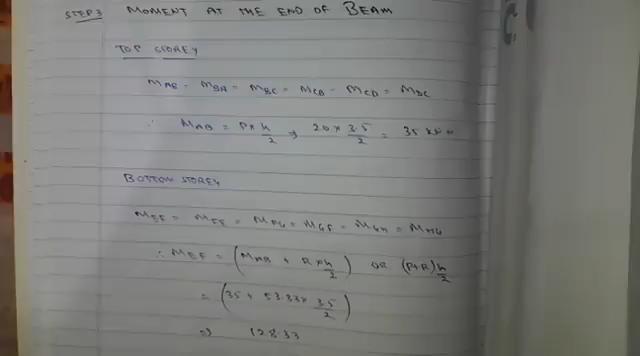 STEP 3 MOMENT AT THE END OF BEAM
TOP STOREY
MAB = MBA = MBC = MCB = MCD = MDC
∴ MAB = P × h/2 ⇒ 20 × 3.5/2 = 35 kN m
BOTTOM STOREY
MEF = MFE = MFG = MGF = MGH = MHG
∴ MEF = (MAB + R × h/2) OR (P+R) h/2
= (35 + 53.33 × 3.5/2)
⇒ 128.33